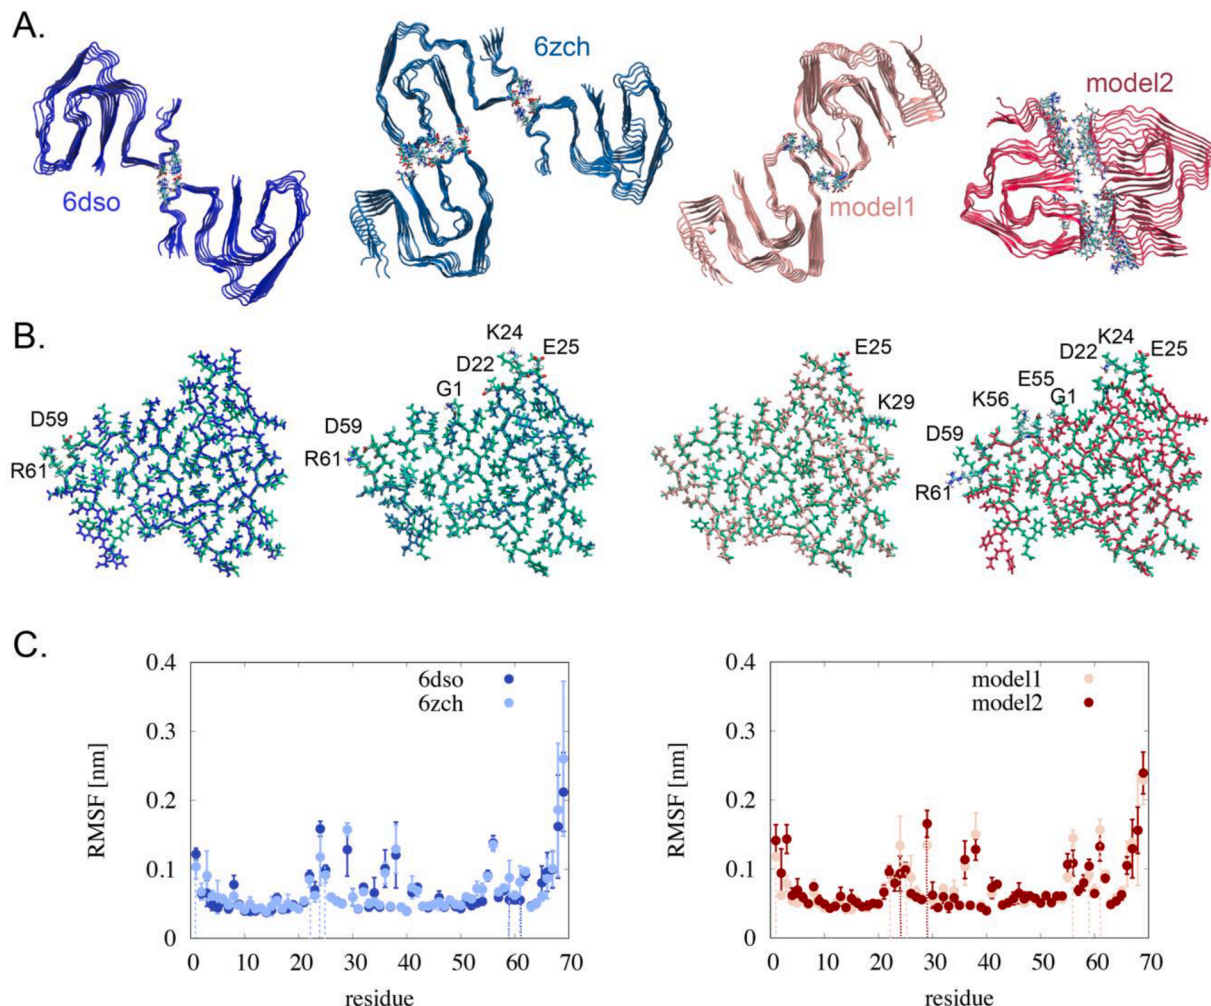 A.
6dso
6zch
model1
model2
B.
D59
R61
D59
R61
G1
D22
K24
E25
E25
K29
R61
D59
K56
E55
G1
D22
K24
E25
C.
0.4
0.3
0.2
0.1
0
RMSF [nm]
6dso
6zch
0 10 20 30 40 50 60 70
residue
0.4
0.3
0.2
0.1
0
RMSF [nm]
model1
model2
0 10 20 30 40 50 60 70
residue